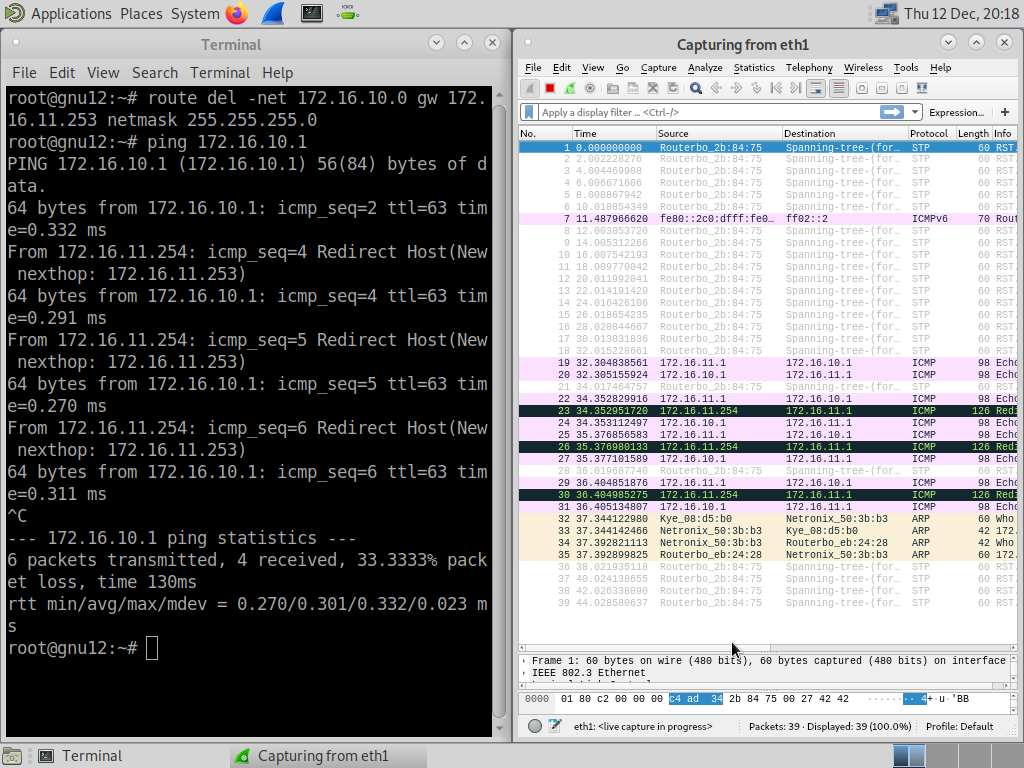 Applications Places System Thu 12 Dec, 20:18
Terminal
File Edit View Search Terminal Help
root@gnu12:~# route del -net 172.16.10.0 gw 172.
16.11.253 netmask 255.255.255.0
root@gnu12:~# ping 172.16.10.1
PING 172.16.10.1 (172.16.10.1) 56(84) bytes of d
ata.
64 bytes from 172.16.10.1: icmp_seq=2 ttl=63 tim
e=0.332 ms
From 172.16.11.254: icmp_seq=4 Redirect Host(New
nexthop: 172.16.11.253)
64 bytes from 172.16.10.1: icmp_seq=4 ttl=63 tim
e=0.291 ms
From 172.16.11.254: icmp_seq=5 Redirect Host(New
nexthop: 172.16.11.253)
64 bytes from 172.16.10.1: icmp_seq=5 ttl=63 tim
e=0.270 ms
From 172.16.11.254: icmp_seq=6 Redirect Host(New
nexthop: 172.16.11.253)
64 bytes from 172.16.10.1: icmp_seq=6 ttl=63 tim
e=0.311 ms
^C
--- 172.16.10.1 ping statistics ---
6 packets transmitted, 4 received, 33.3333% pack
et loss, time 130ms
rtt min/avg/max/mdev = 0.270/0.301/0.332/0.023 m
s
root@gnu12:~#
Capturing from eth1
File Edit View Go Capture Analyze Statistics Telephony Wireless Tools Help
Apply a display filter ... <Ctrl-/> Expression... +
No. Time Source Destination Protocol Length Info
1 0.000000000 Routerbo_2b:84:75 Spanning-tree-(for… STP 60 RST.
2 2.002228276 Routerbo_2b:84:75 Spanning-tree-(for… STP 60 RST.
3 4.004469908 Routerbo_2b:84:75 Spanning-tree-(for… STP 60 RST.
4 6.006671606 Routerbo_2b:84:75 Spanning-tree-(for… STP 60 RST.
5 8.008867942 Routerbo_2b:84:75 Spanning-tree-(for… STP 60 RST.
6 10.010854349 Routerbo_2b:84:75 Spanning-tree-(for… STP 60 RST.
7 11.487966620 fe80::2c0:dfff:fe0… ff02::2 ICMPv6 70 Rout
8 12.003053720 Routerbo_2b:84:75 Spanning-tree-(for… STP 60 RST.
9 14.005312266 Routerbo_2b:84:75 Spanning-tree-(for… STP 60 RST.
10 16.007542193 Routerbo_2b:84:75 Spanning-tree-(for… STP 60 RST.
11 18.009770042 Routerbo_2b:84:75 Spanning-tree-(for… STP 60 RST.
12 20.011992041 Routerbo_2b:84:75 Spanning-tree-(for… STP 60 RST.
13 22.014191429 Routerbo_2b:84:75 Spanning-tree-(for… STP 60 RST.
14 24.016426106 Routerbo_2b:84:75 Spanning-tree-(for… STP 60 RST.
15 26.018654235 Routerbo_2b:84:75 Spanning-tree-(for… STP 60 RST.
16 28.020844667 Routerbo_2b:84:75 Spanning-tree-(for… STP 60 RST.
17 30.013031836 Routerbo_2b:84:75 Spanning-tree-(for… STP 60 RST.
18 32.015228661 Routerbo_2b:84:75 Spanning-tree-(for… STP 60 RST.
19 32.304838561 172.16.11.1 172.16.10.1 ICMP 98 Echo
20 32.305155924 172.16.10.1 172.16.11.1 ICMP 98 Echo
21 34.017464757 Routerbo_2b:84:75 Spanning-tree-(for… STP 60 RST.
22 34.352829916 172.16.11.1 172.16.10.1 ICMP 98 Echo
23 34.352951720 172.16.11.254 172.16.11.1 ICMP 126 Redi
24 34.353112497 172.16.10.1 172.16.11.1 ICMP 98 Echo
25 35.376856583 172.16.11.1 172.16.10.1 ICMP 98 Echo
26 35.376980133 172.16.11.254 172.16.11.1 ICMP 126 Redi
27 35.377101589 172.16.10.1 172.16.11.1 ICMP 98 Echo
28 36.019687740 Routerbo_2b:84:75 Spanning-tree-(for… STP 60 RST.
29 36.404851876 172.16.11.1 172.16.10.1 ICMP 98 Echo
30 36.404985275 172.16.11.254 172.16.11.1 ICMP 126 Redi
31 36.405134807 172.16.10.1 172.16.11.1 ICMP 98 Echo
32 37.344122980 Kye_08:d5:b0 Netronix_50:3b:b3 ARP 60 Who
33 37.344142466 Netronix_50:3b:b3 Kye_08:d5:b0 ARP 42 172.
34 37.392821113 Netronix_50:3b:b3 Routerbo_eb:24:28 ARP 42 Who
35 37.392899825 Routerbo_eb:24:28 Netronix_50:3b:b3 ARP 60 172.
36 38.021935118 Routerbo_2b:84:75 Spanning-tree-(for… STP 60 RST.
37 40.024138655 Routerbo_2b:84:75 Spanning-tree-(for… STP 60 RST.
38 42.026338090 Routerbo_2b:84:75 Spanning-tree-(for… STP 60 RST.
39 44.028580637 Routerbo_2b:84:75 Spanning-tree-(for… STP 60 RST.
Frame 1: 60 bytes on wire (480 bits), 60 bytes captured (480 bits) on interface
IEEE 802.3 Ethernet
0000 01 80 c2 00 00 00 c4 ad 34 2b 84 75 00 27 42 42 ········4+·u·'BB
eth1: <live capture in progress> Packets: 39 · Displayed: 39 (100.0%) Profile: Default
Terminal Capturing from eth1